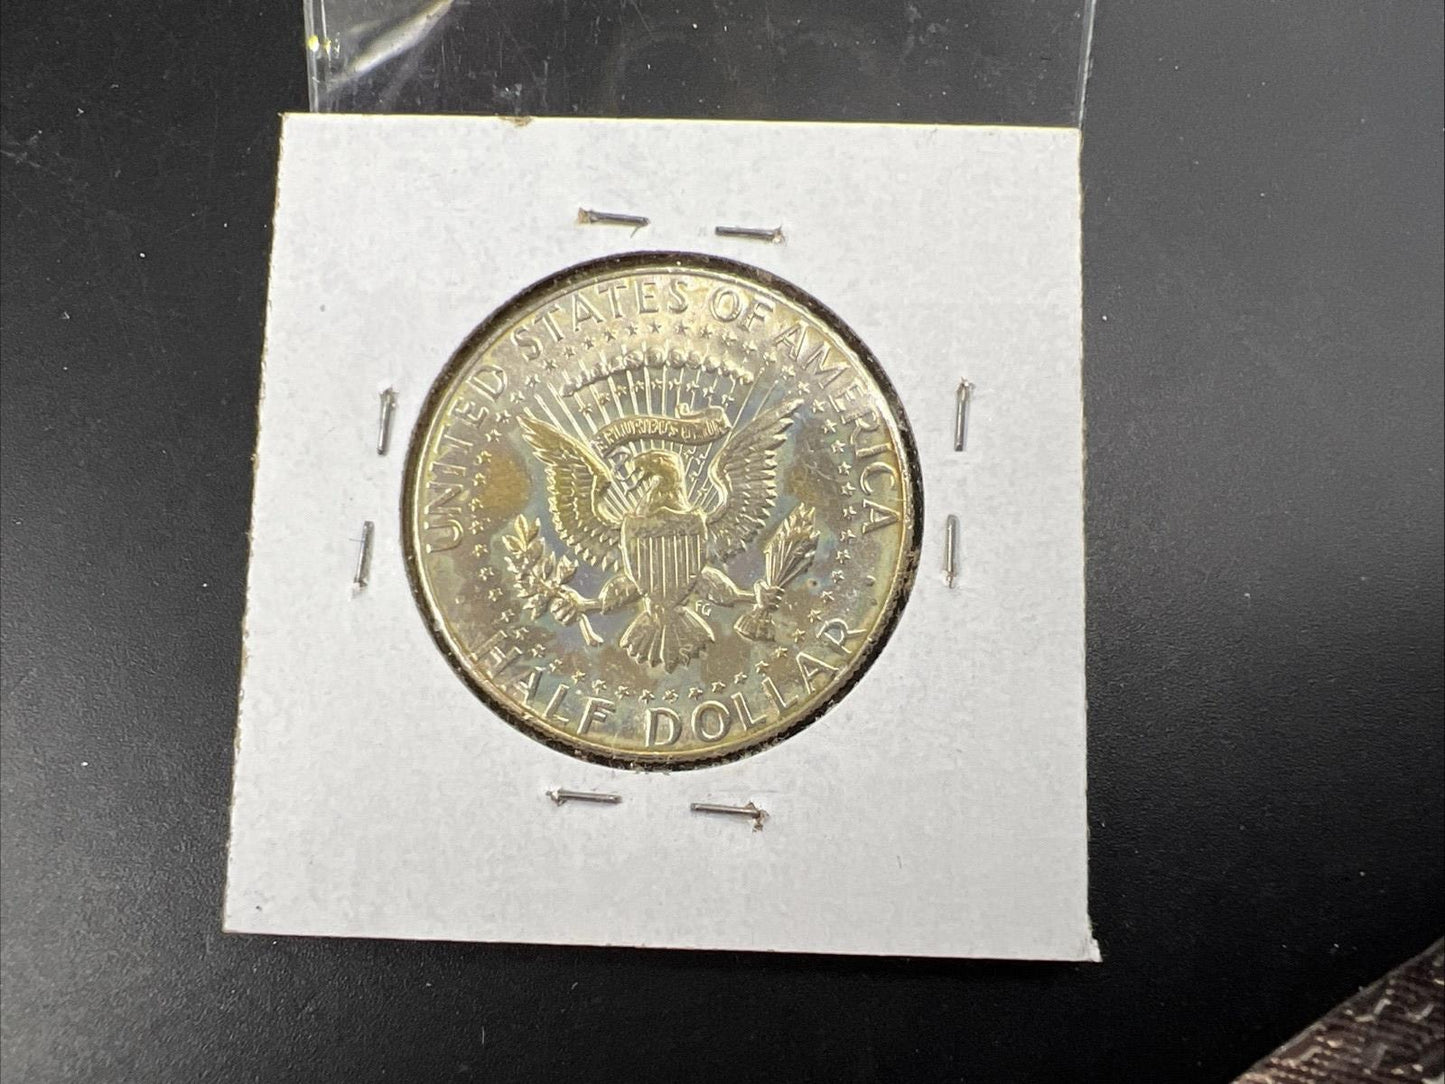 UNITED STATES OF AMERICA
E PLURIBUS UNUM
FG
HALF DOLLAR